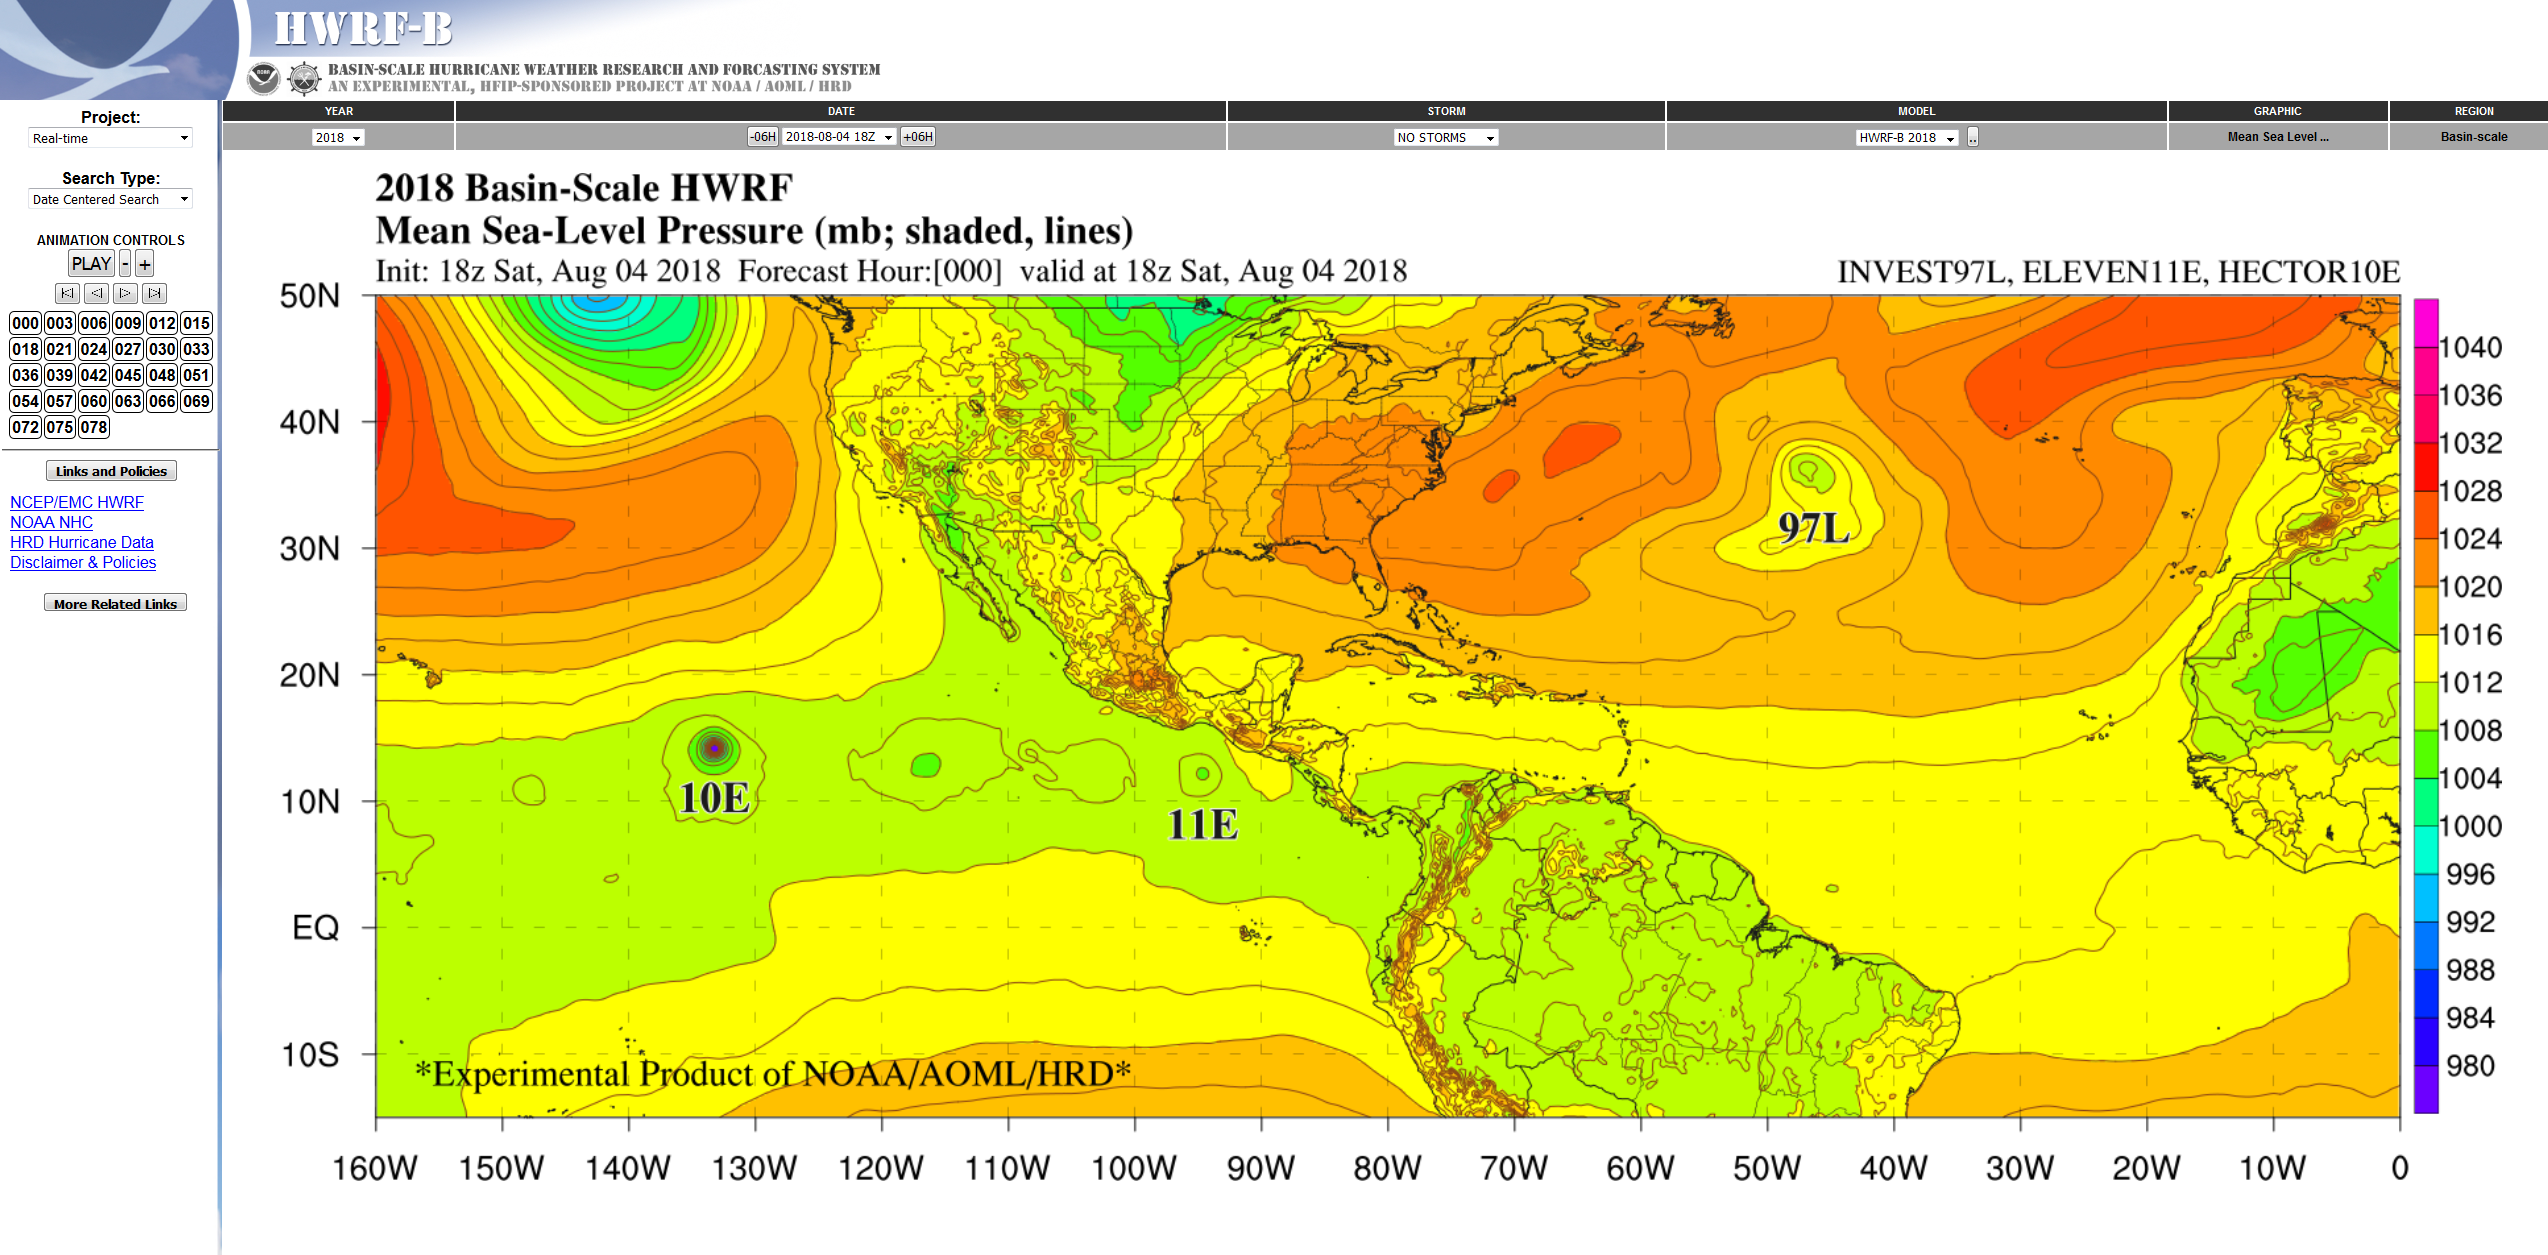 HWRF-B
NOAA
BASIN-SCALE HURRICANE WEATHER RESEARCH AND FORCASTING SYSTEM
AN EXPERIMENTAL, HFIP-SPONSORED PROJECT AT NOAA / AOML / HRD
YEAR DATE STORM MODEL GRAPHIC REGION
2018 -06H 2018-08-04 18Z +06H NO STORMS HWRF-B 2018 .. Mean Sea Level ... Basin-scale
Project:
Real-time
Search Type:
Date Centered Search
ANIMATION CONTROLS
PLAY - +
000 003 006 009 012 015
018 021 024 027 030 033
036 039 042 045 048 051
054 057 060 063 066 069
072 075 078
Links and Policies
NCEP/EMC HWRF
NOAA NHC
HRD Hurricane Data
Disclaimer & Policies
More Related Links
2018 Basin-Scale HWRF
Mean Sea-Level Pressure (mb; shaded, lines)
Init: 18z Sat, Aug 04 2018 Forecast Hour:[000] valid at 18z Sat, Aug 04 2018
INVEST97L, ELEVEN11E, HECTOR10E
50N
40N
30N
20N
10N
EQ
10S
97L
10E
11E
*Experimental Product of NOAA/AOML/HRD*
160W 150W 140W 130W 120W 110W 100W 90W 80W 70W 60W 50W 40W 30W 20W 10W 0
1040
1036
1032
1028
1024
1020
1016
1012
1008
1004
1000
996
992
988
984
980